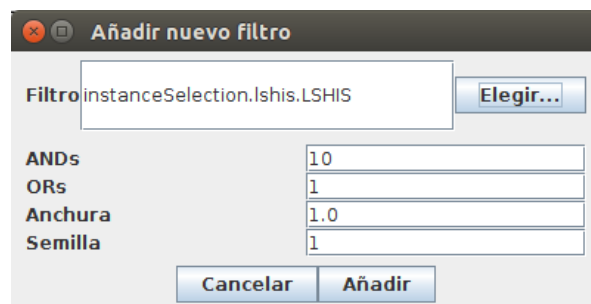 Añadir nuevo filtro
Filtro instanceSelection.lshis.LSHIS Elegir...
ANDs 10
ORs 1
Anchura 1.0
Semilla 1
Cancelar Añadir